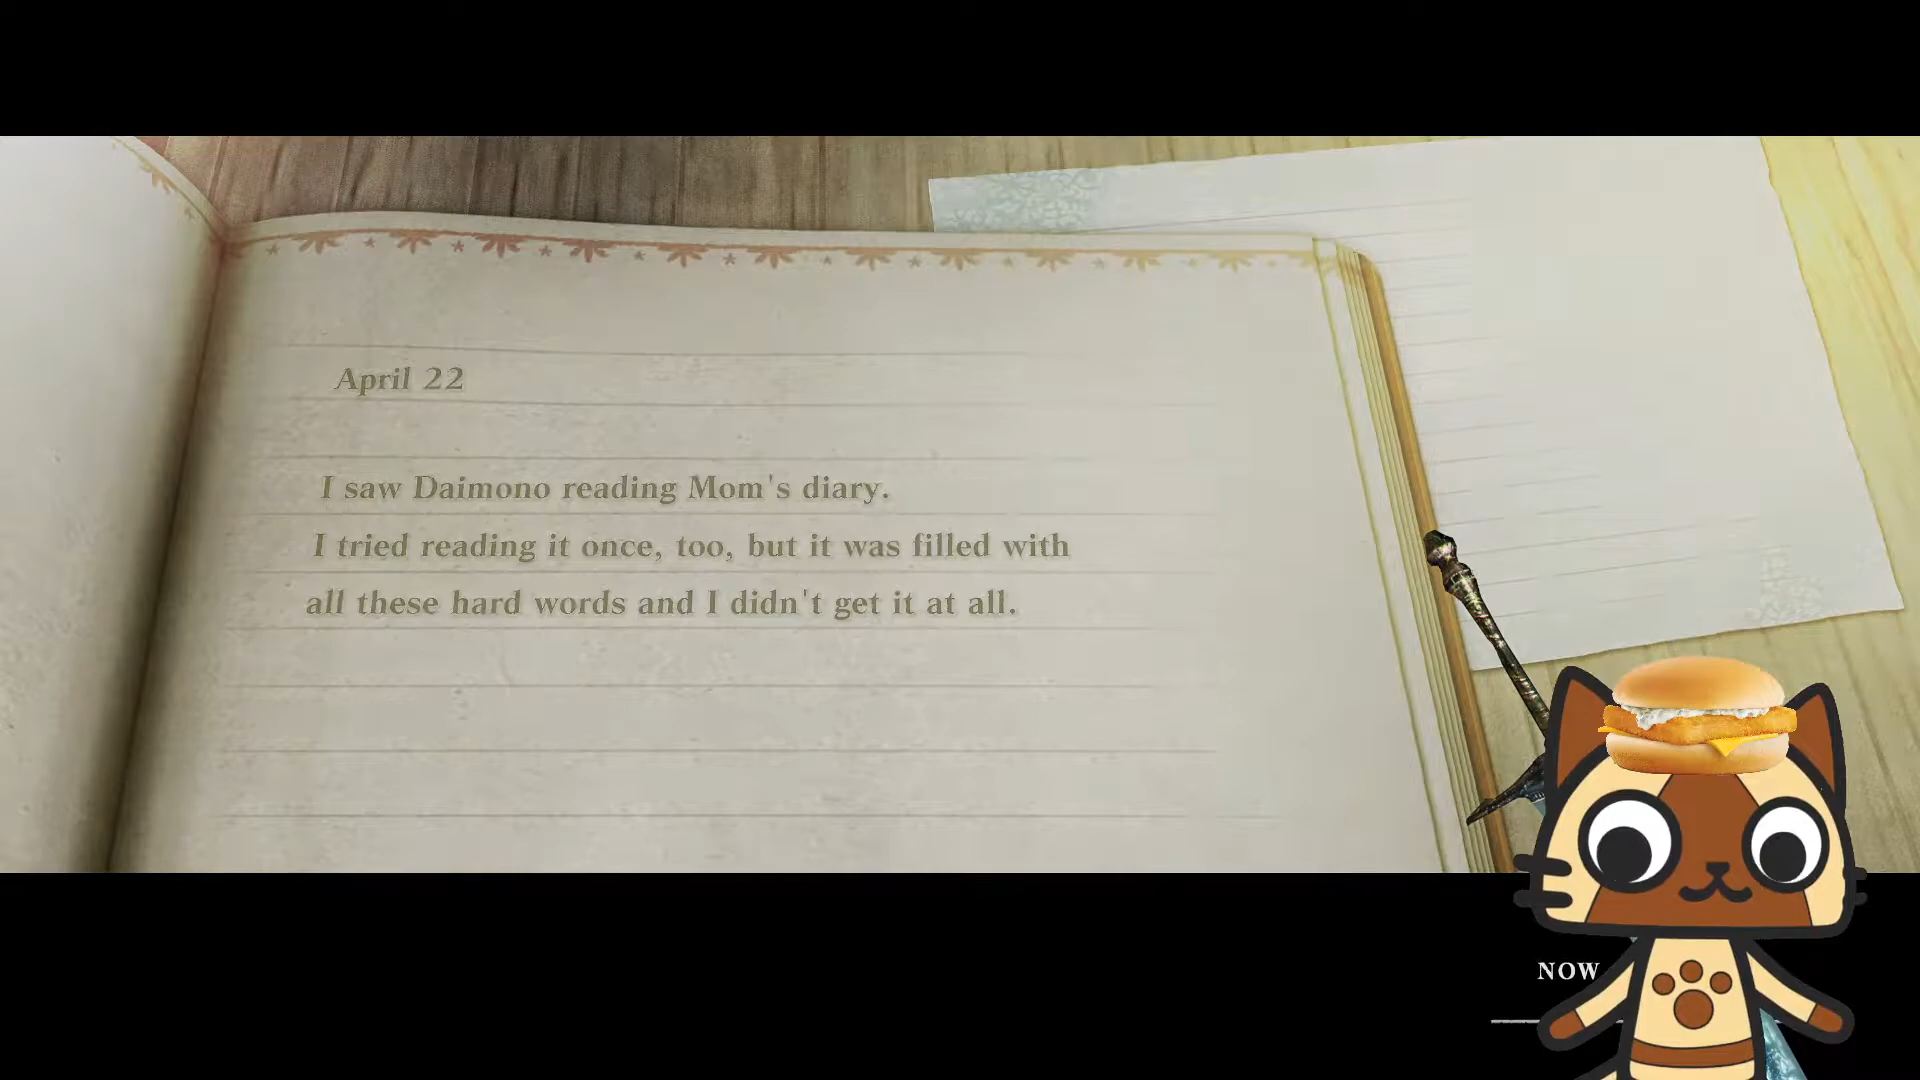 April 22
I saw Daimono reading Mom's diary.
I tried reading it once, too, but it was filled with
all these hard words and I didn't get it at all.
NOW